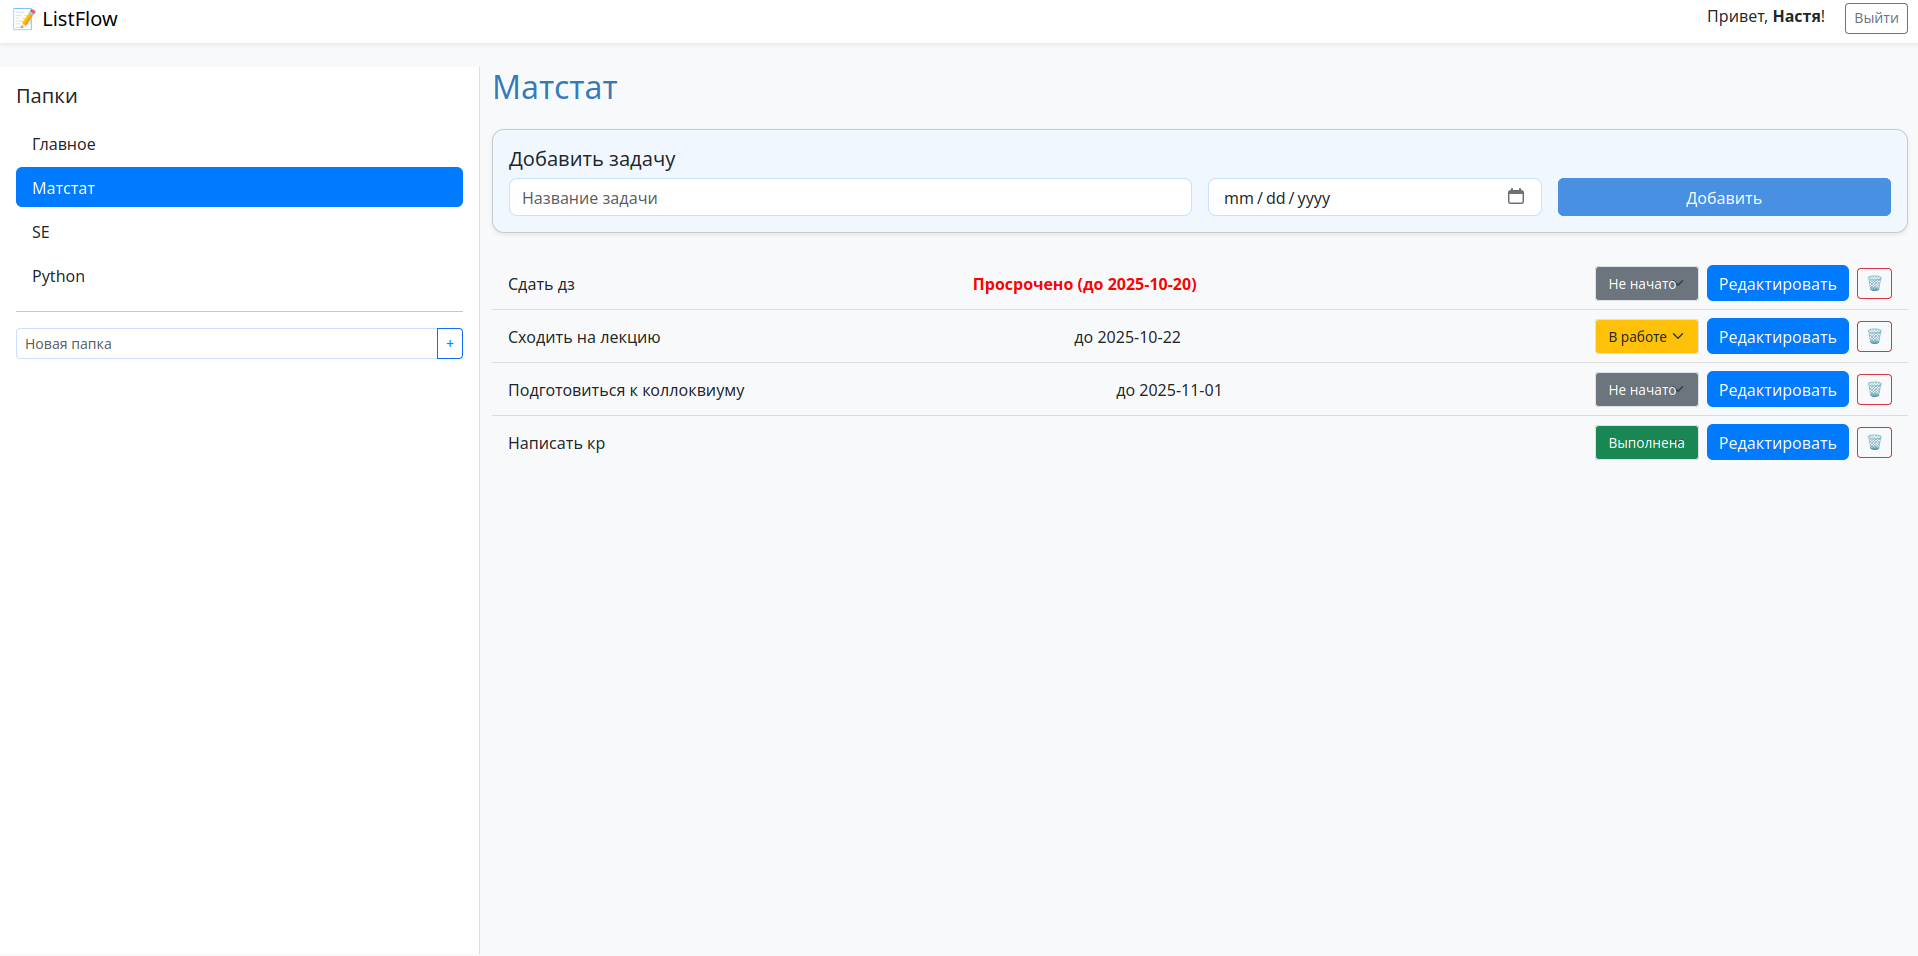 ListFlow
Привет, Настя!
Выйти
Папки
Главное
Матстат
SE
Python
Новая папка
+
Матстат
Добавить задачу
Название задачи
mm/dd/yyyy
Добавить
Сдать дз Просрочено (до 2025-10-20) Не начато Редактировать
Сходить на лекцию до 2025-10-22 В работе Редактировать
Подготовиться к коллоквиуму до 2025-11-01 Не начато Редактировать
Написать кр Выполнена Редактировать